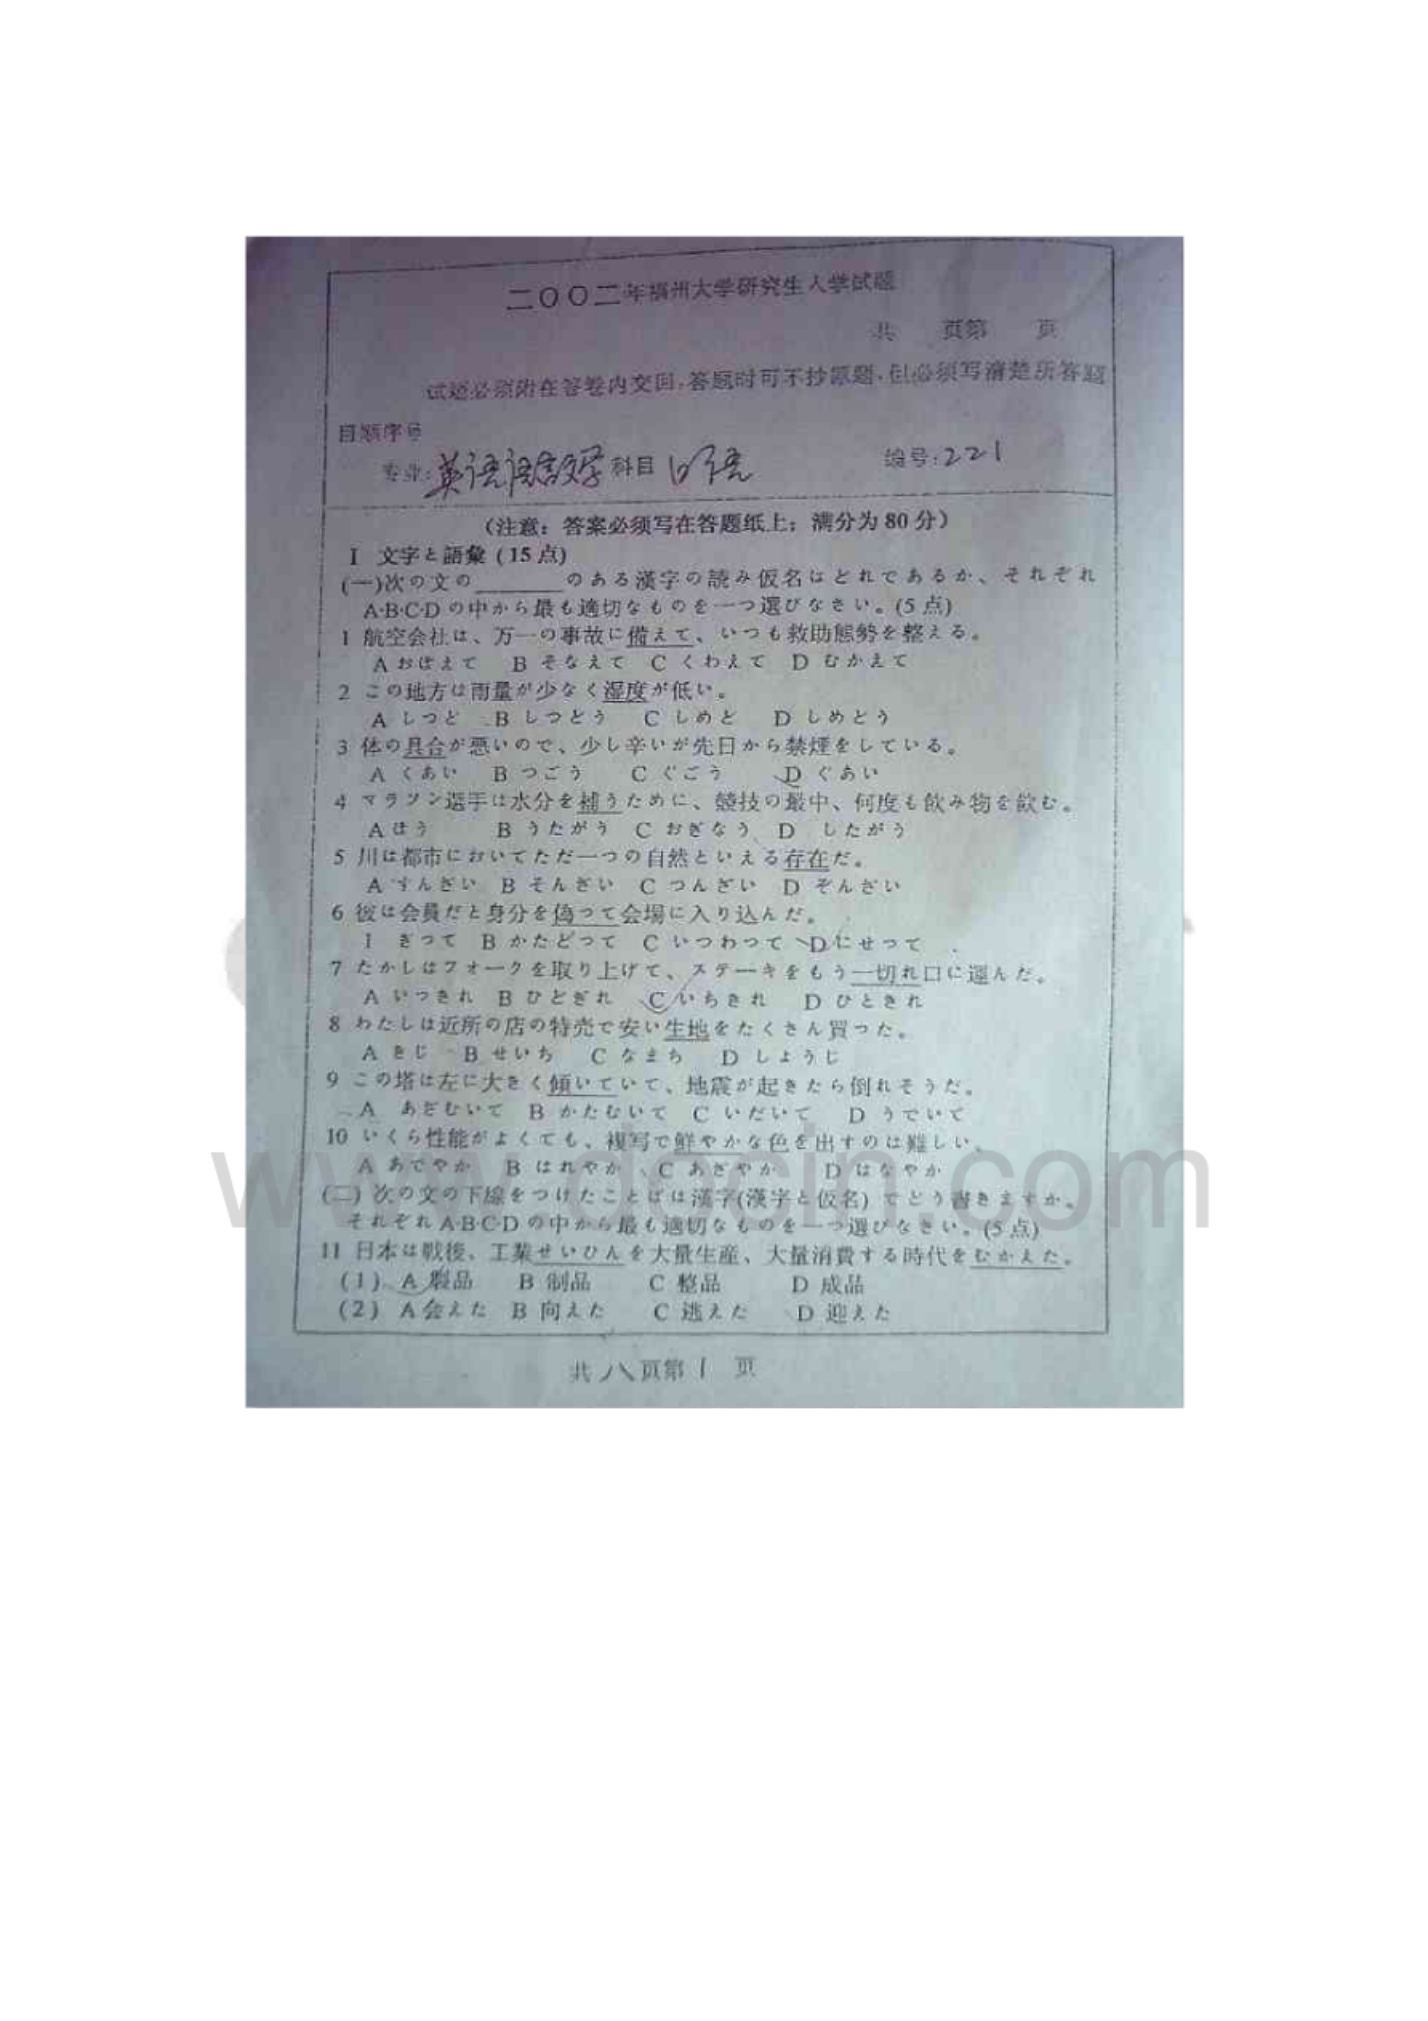 二〇〇二年福州大学研究生入学试题
共 页第 页
试题必须附在答卷内交回,答题时可不抄原题,但必须写清楚所答题
目顺序号
专业:英语语言文学 科目 日语 编号:221
(注意:答案必须写在答题纸上;满分为80分)
I 文字と語彙 (15点)
(一)次の文の______のある漢字の読み仮名はどれであるか、それぞれ
A·B·C·Dの中から最も適切なものを一つ選びなさい。(5点)
1 航空会社は、万一の事故に備えて、いつも救助態勢を整える。
A おぼえて B そなえて C くわえて D むかえて
2 この地方は雨量が少なく湿度が低い。
A しつど B しつどう C しめど D しめどう
3 体の具合が悪いので、少し辛いが先日から禁煙をしている。
A くあい B つごう C ぐごう D ぐあい
4 マラソン選手は水分を補うために、競技の最中、何度も飲み物を飲む。
A ほう B うたがう C おぎなう D したがう
5 川は都市においてただ一つの自然といえる存在だ。
A すんざい B そんざい C つんざい D ぞんざい
6 彼は会員だと身分を偽って会場に入り込んだ。
I ぎって B かたどって C いつわって D にせって
7 たかしはフォークを取り上げて、ステーキをもう一切れ口に運んだ。
A いっきれ B ひとぎれ C いちきれ D ひときれ
8 わたしは近所の店の特売で安い生地をたくさん買った。
A きじ B せいち C なまち D しょうじ
9 この塔は左に大きく傾いていて、地震が起きたら倒れそうだ。
A あざむいて B かたむいて C いだいて D うでいて
10 いくら性能がよくても、複写で鮮やかな色を出すのは難しい。
A あでやか B はれやか C あざやか D はなやか
(二) 次の文の下線をつけたことばは漢字(漢字と仮名) でどう書きますか。
それぞれA·B·C·Dの中から最も適切なものを一つ選びなさい。(5点)
11 日本は戦後、工業せいひんを大量生産、大量消費する時代をむかえた。
(1) A 製品 B 制品 C 整品 D 成品
(2) A 会えた B 向えた C 逃えた D 迎えた
共八页第1页
www.docin.com